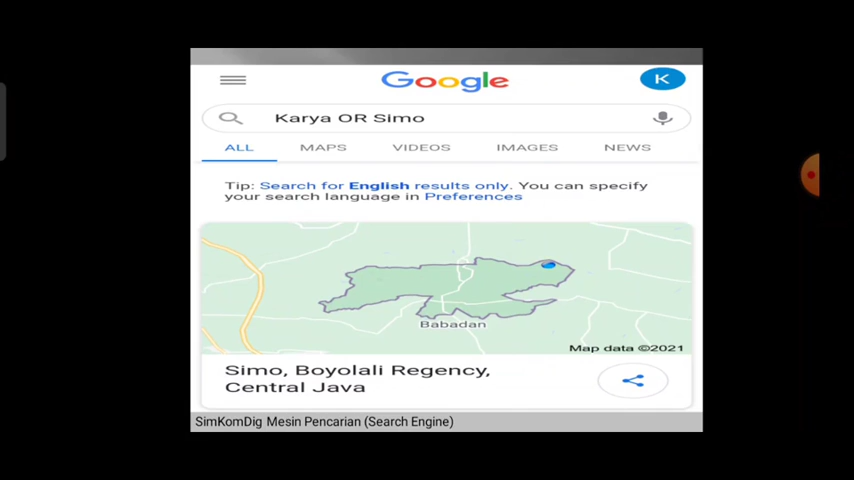 Google
K
Karya OR Simo
ALL MAPS VIDEOS IMAGES NEWS
Tip: Search for English results only. You can specify
your search language in Preferences
Babadan
Map data ©2021
Simo, Boyolali Regency,
Central Java
SimKomDig Mesin Pencarian (Search Engine)